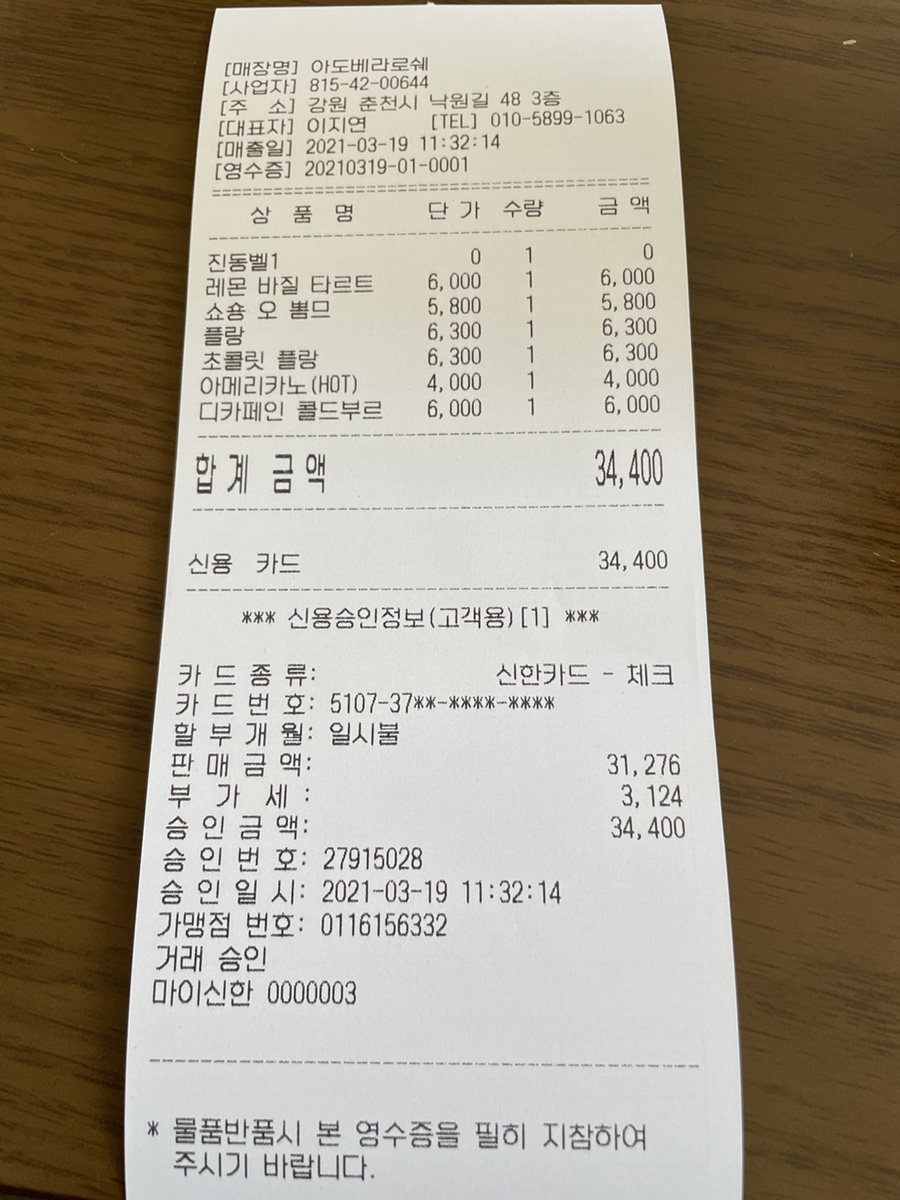 [매장명] 아도베라로쉐
[사업자] 815-42-00644
[주 소] 강원 춘천시 낙원길 48 3층
[대표자] 이지연 [TEL] 010-5899-1063
[매출일] 2021-03-19 11:32:14
[영수증] 20210319-01-0001
상 품 명 단 가 수량 금 액
진동벨1 0 1 0
레몬 바질 타르트 6,000 1 6,000
쇼숑 오 뽐므 5,800 1 5,800
플랑 6,300 1 6,300
초콜릿 플랑 6,300 1 6,300
아메리카노(HOT) 4,000 1 4,000
디카페인 콜드부르 6,000 1 6,000
합 계 금 액 34,400
신용 카드 34,400
*** 신용승인정보(고객용)[1] ***
카 드 종 류: 신한카드 - 체크
카 드 번 호: 5107-37**-****-****
할 부 개 월: 일시불
판 매 금 액: 31,276
부 가 세 : 3,124
승 인 금 액: 34,400
승 인 번 호: 27915028
승 인 일 시: 2021-03-19 11:32:14
가맹점 번호: 0116156332
거래 승인
마이신한 0000003
* 물품반품시 본 영수증을 필히 지참하여
주시기 바랍니다.